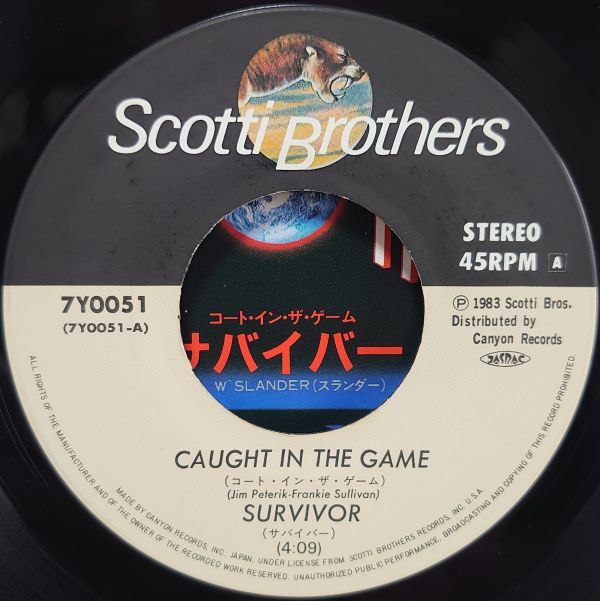 Scotti Brothers
STEREO
45RPM A
7Y0051
(7Y0051-A)
℗ 1983 Scotti Bros.
Distributed by
Canyon Records
JASRAC
コート・イン・ザ・ゲーム
サバイバー
W~SLANDER(スランダー)
CAUGHT IN THE GAME
(コート・イン・ザ・ゲーム)
(Jim Peterik-Frankie Sullivan)
SURVIVOR
(サバイバー)
(4:09)
ALL RIGHTS OF THE MANUFACTURER AND OF THE OWNER OF THE RECORDED WORK RESERVED. UNAUTHORIZED PUBLIC PERFORMANCE, BROADCASTING AND COPYING OF THIS RECORD PROHIBITED.
MADE BY CANYON RECORDS, INC. JAPAN. UNDER LICENSE FROM SCOTTI BROTHERS RECORDS, INC. U.S.A.